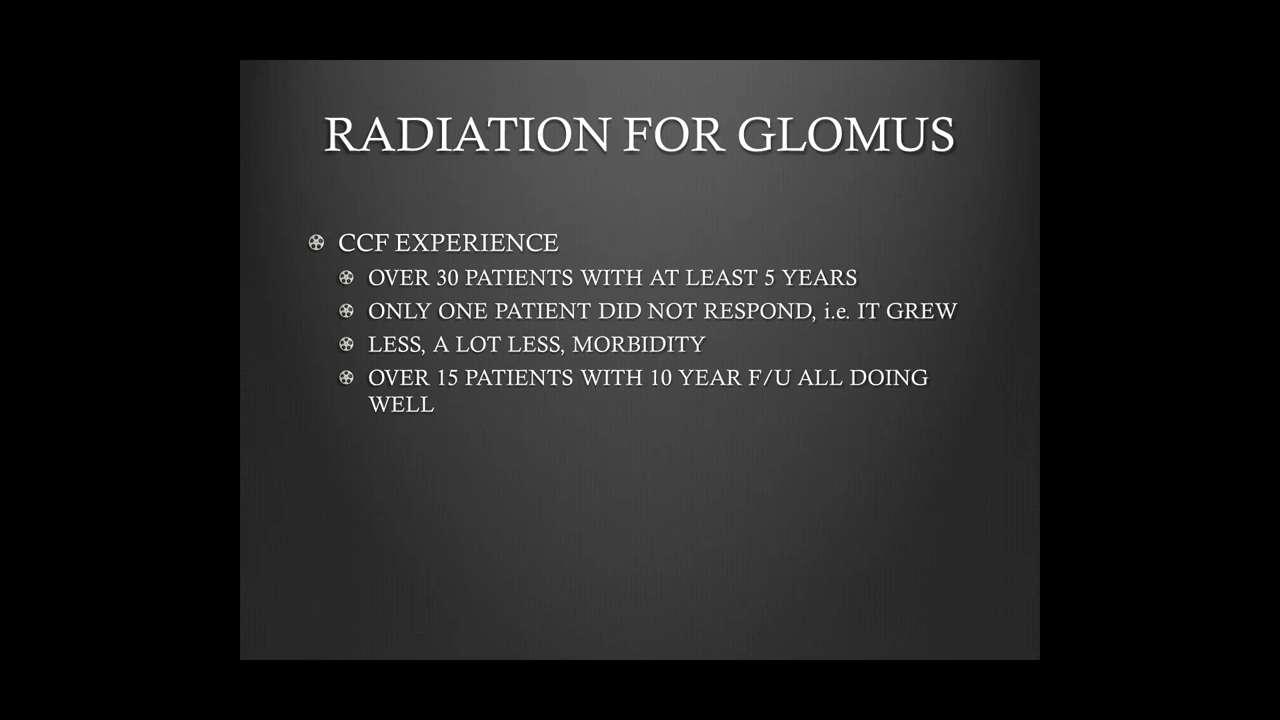 RADIATION FOR GLOMUS
CCF EXPERIENCE
OVER 30 PATIENTS WITH AT LEAST 5 YEARS
ONLY ONE PATIENT DID NOT RESPOND, i.e. IT GREW
LESS, A LOT LESS, MORBIDITY
OVER 15 PATIENTS WITH 10 YEAR F/U ALL DOING
WELL